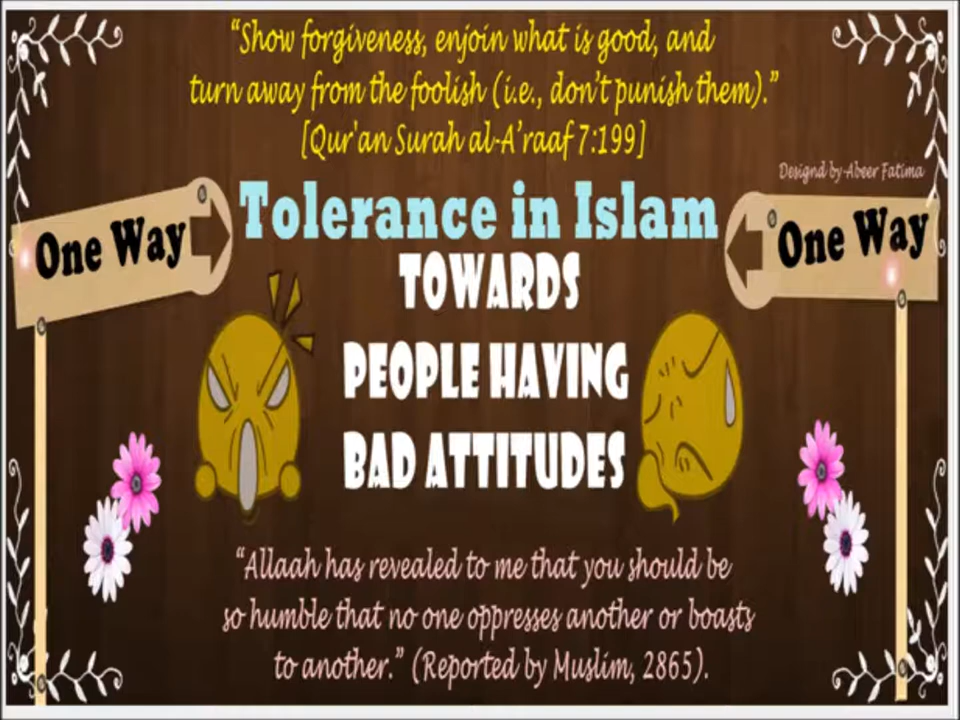 “Show forgiveness, enjoin what is good, and
turn away from the foolish (i.e., don't punish them).”
[Qur'an Surah al-A'raaf 7:199]
Designd by-Abeer Fatima
One Way
Tolerance in Islam
One Way
TOWARDS
PEOPLE HAVING
BAD ATTITUDES
“Allaah has revealed to me that you should be
so humble that no one oppresses another or boasts
to another.” (Reported by Muslim, 2865).